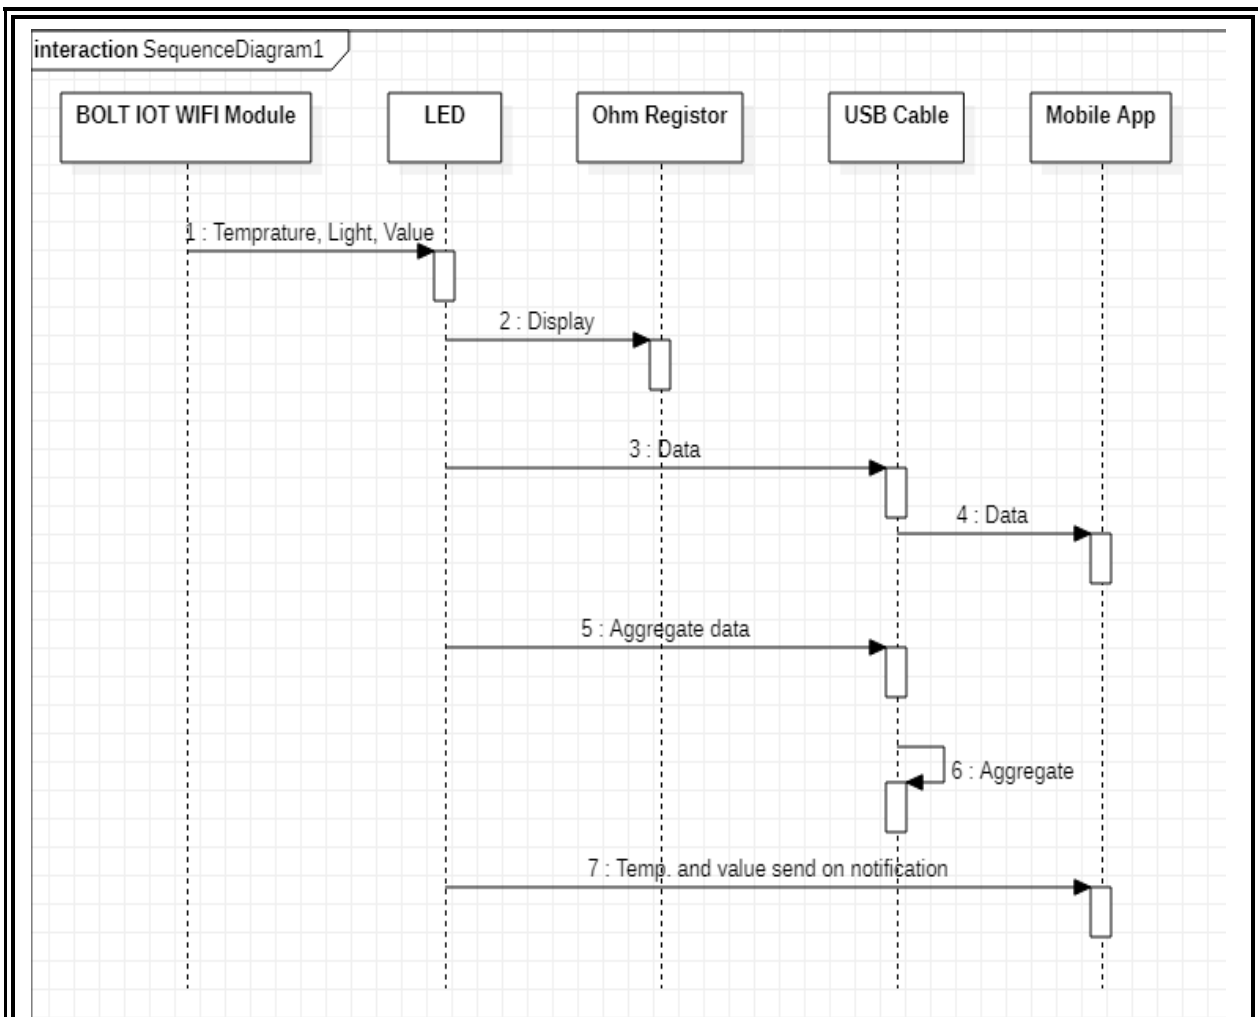 interaction SequenceDiagram1
BOLT IOT WIFI Module
LED
Ohm Registor
USB Cable
Mobile App
1 : Temprature, Light, Value
2 : Display
3 : Data
4 : Data
5 : Aggregate data
6 : Aggregate
7 : Temp. and value send on notification